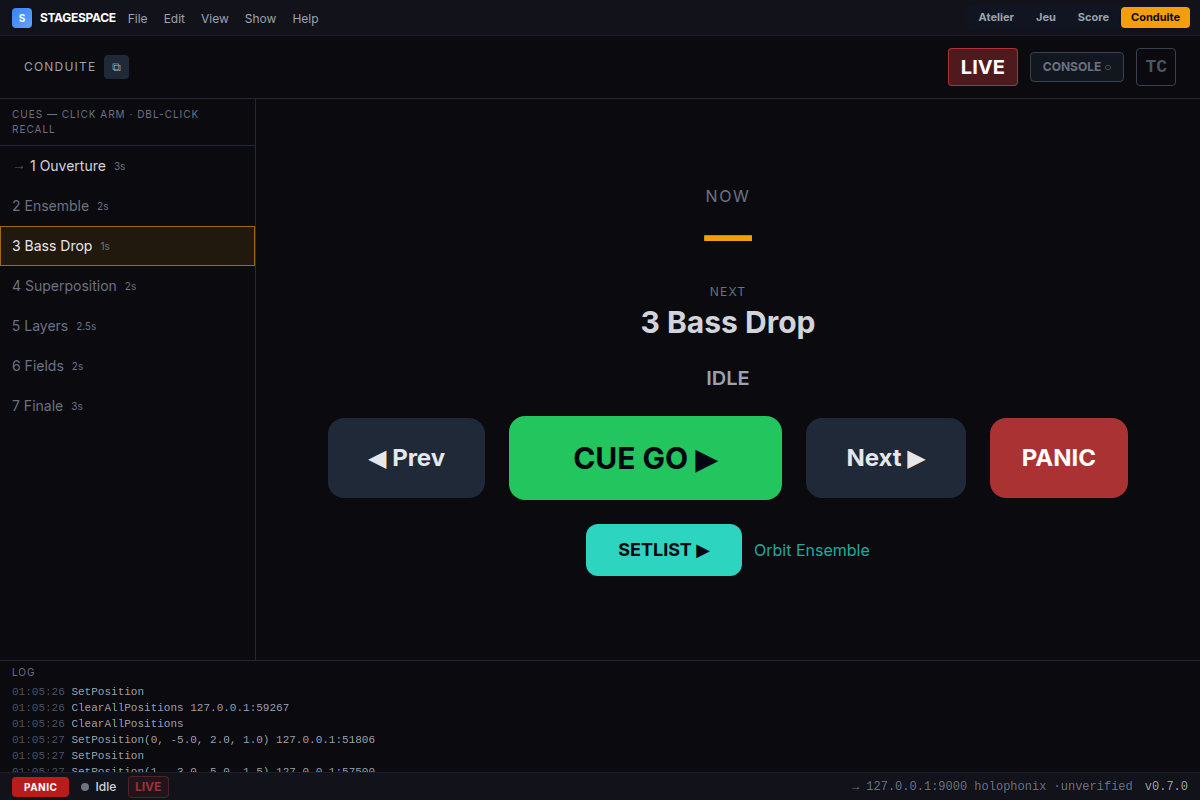 S STAGESPACE File Edit View Show Help Atelier Jeu Score Conduite
CONDUITE LIVE CONSOLE ○ TC
CUES — CLICK ARM · DBL-CLICK
RECALL
→ 1 Ouverture 3s
2 Ensemble 2s
3 Bass Drop 1s
4 Superposition 2s
5 Layers 2.5s
6 Fields 2s
7 Finale 3s
NOW
—
NEXT
3 Bass Drop
IDLE
◀ Prev CUE GO ▶ Next ▶ PANIC
SETLIST ▶ Orbit Ensemble
LOG
01:05:26 SetPosition
01:05:26 ClearAllPositions 127.0.0.1:59267
01:05:26 ClearAllPositions
01:05:27 SetPosition(0, -5.0, 2.0, 1.0) 127.0.0.1:51806
01:05:27 SetPosition
01:05:27 SetPosition(1, 
PANIC Idle LIVE → 127.0.0.1:9000 holophonix ·unverified v0.7.0